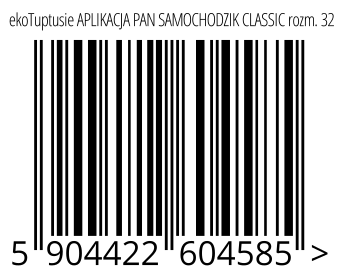 ekoTuptusie APLIKACJA PAN SAMOCHODZIK CLASSIC rozm. 32
5 904422 604585 >